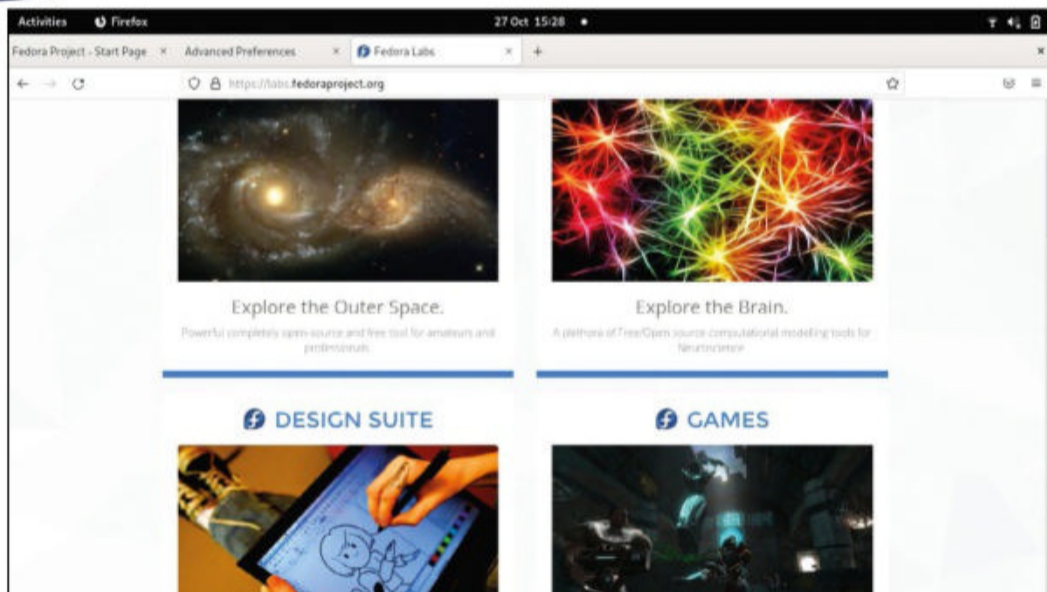 Activities Firefox 27 Oct 15:28
Fedora Project - Start Page Advanced Preferences Fedora Labs
https://labs.fedoraproject.org
Explore the Outer Space. Explore the Brain.
Powerful completely open-source and free tool for amateurs and A plethora of Free/Open source computational modelling tools for
professionals. Neuroscience
DESIGN SUITE GAMES